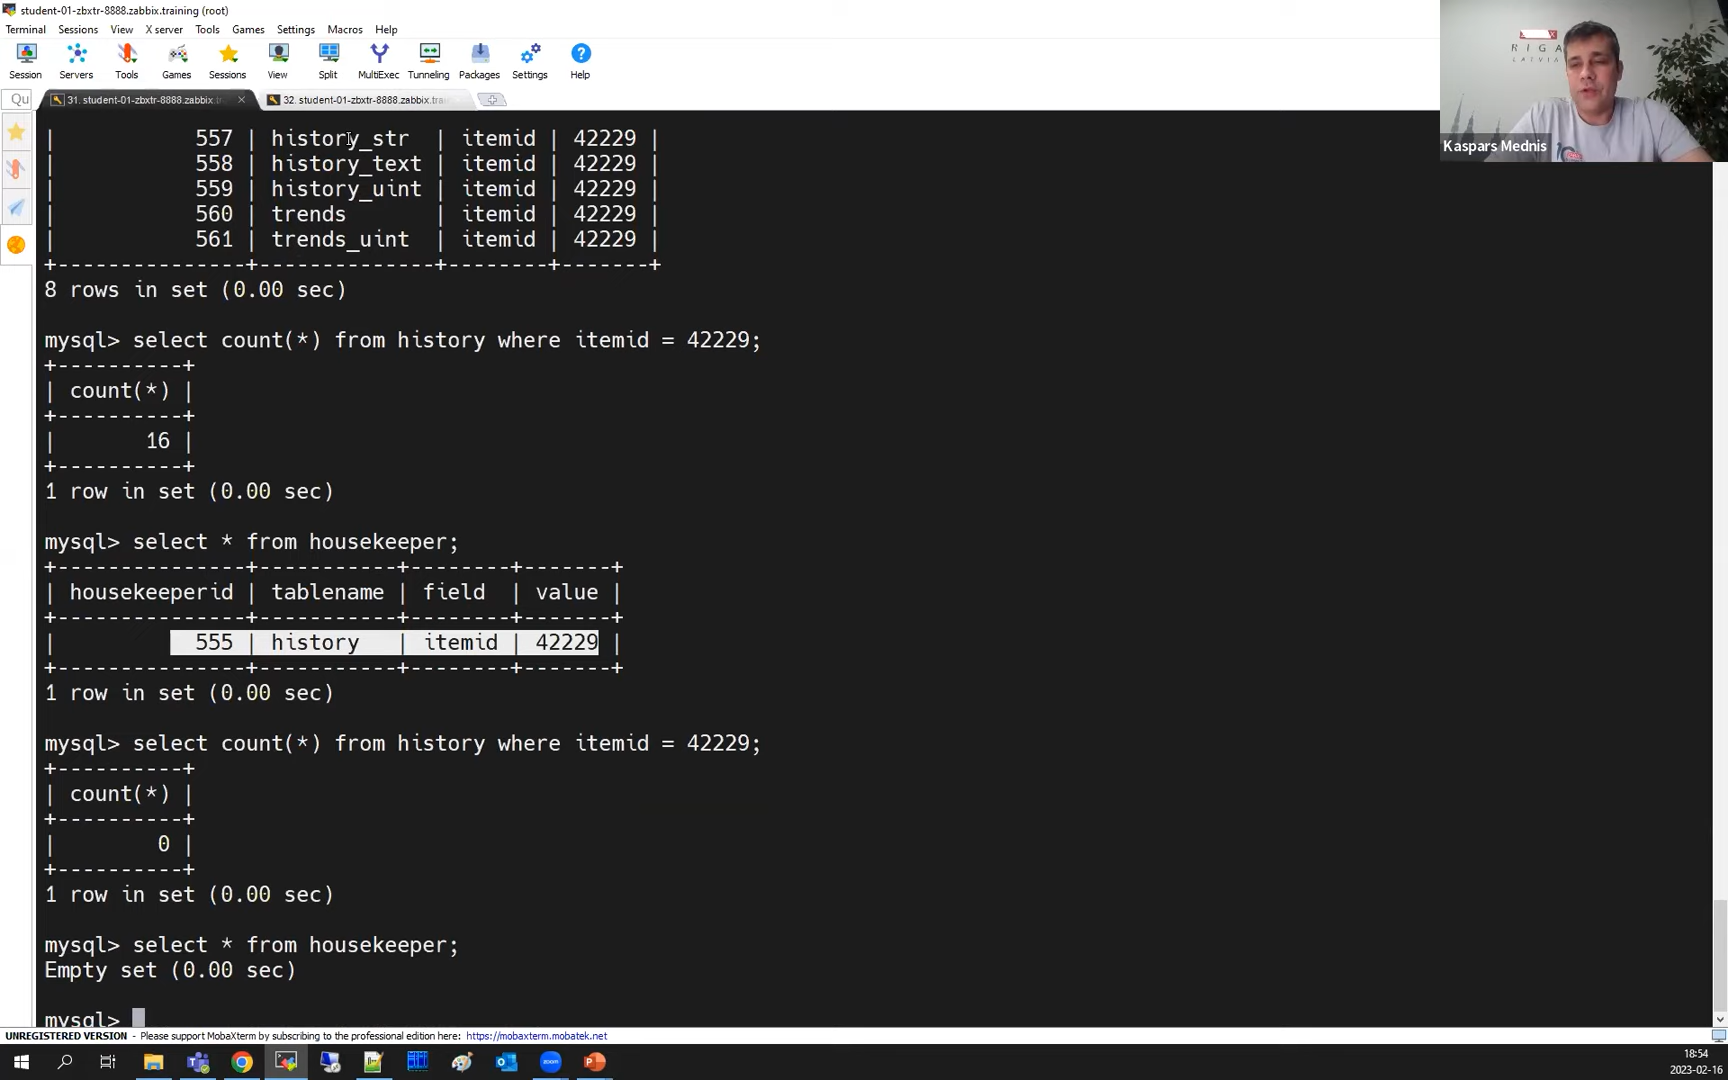 student-01-zbxtr-8888.zabbix.training (root)
Terminal Sessions View X server Tools Games Settings Macros Help
Session Servers Tools Games Sessions View Split MultiExec Tunneling Packages Settings Help
Qu 31. student-01-zbxtr-8888.zabbix.tr 32. student-01-zbxtr-8888.zabbix.trai
RIGA
LATVIA
Kaspars Mednis
| 557 | history_str | itemid | 42229 |
| 558 | history_text | itemid | 42229 |
| 559 | history_uint | itemid | 42229 |
| 560 | trends | itemid | 42229 |
| 561 | trends_uint | itemid | 42229 |
+---------------+--------------+--------+-------+
8 rows in set (0.00 sec)
mysql> select count(*) from history where itemid = 42229;
+----------+
| count(*) |
+----------+
| 16 |
+----------+
1 row in set (0.00 sec)
mysql> select * from housekeeper;
+---------------+-----------+--------+-------+
| housekeeperid | tablename | field | value |
+---------------+-----------+--------+-------+
| 555 | history | itemid | 42229 |
+---------------+-----------+--------+-------+
1 row in set (0.00 sec)
mysql> select count(*) from history where itemid = 42229;
+----------+
| count(*) |
+----------+
| 0 |
+----------+
1 row in set (0.00 sec)
mysql> select * from housekeeper;
Empty set (0.00 sec)
mysql>
UNREGISTERED VERSION - Please support MobaXterm by subscribing to the professional edition here: https://mobaxterm.mobatek.net
zoom
18:54
2023-02-16